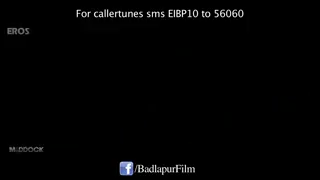 For callertunes sms EIBP10 to 56060
EROS
MADDOCK
/BadlapurFilm